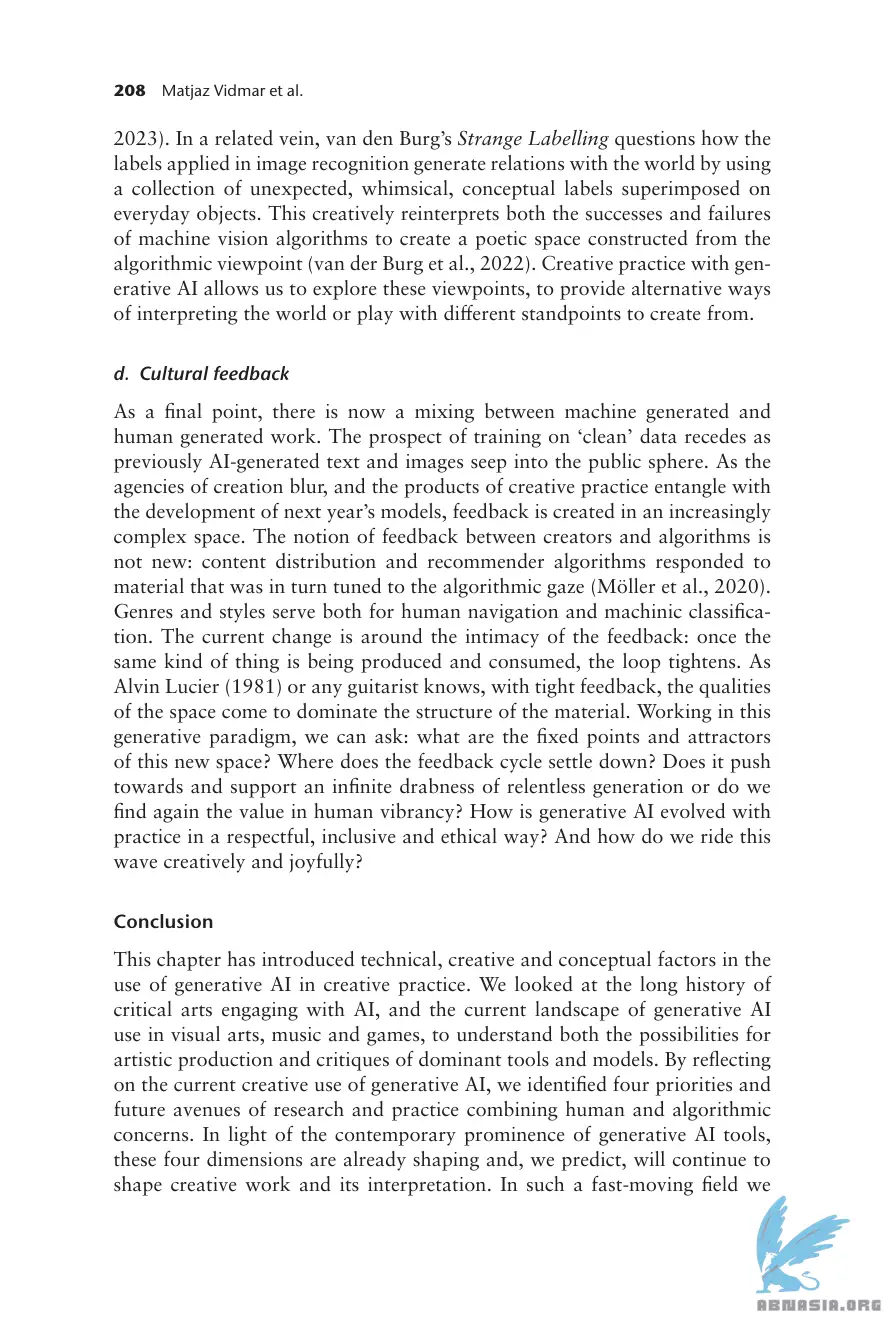 208 Matjaz Vidmar et al.
2023). In a related vein, van den Burg’s Strange Labelling questions how the
labels applied in image recognition generate relations with the world by using
a collection of unexpected, whimsical, conceptual labels superimposed on
everyday objects. This creatively reinterprets both the successes and failures
of machine vision algorithms to create a poetic space constructed from the
algorithmic viewpoint (van der Burg et al., 2022). Creative practice with gen-
erative AI allows us to explore these viewpoints, to provide alternative ways
of interpreting the world or play with different standpoints to create from.
d. Cultural feedback
As a final point, there is now a mixing between machine generated and
human generated work. The prospect of training on ‘clean’ data recedes as
previously AI-generated text and images seep into the public sphere. As the
agencies of creation blur, and the products of creative practice entangle with
the development of next year’s models, feedback is created in an increasingly
complex space. The notion of feedback between creators and algorithms is
not new: content distribution and recommender algorithms responded to
material that was in turn tuned to the algorithmic gaze (Möller et al., 2020).
Genres and styles serve both for human navigation and machinic classifica-
tion. The current change is around the intimacy of the feedback: once the
same kind of thing is being produced and consumed, the loop tightens. As
Alvin Lucier (1981) or any guitarist knows, with tight feedback, the qualities
of the space come to dominate the structure of the material. Working in this
generative paradigm, we can ask: what are the fixed points and attractors
of this new space? Where does the feedback cycle settle down? Does it push
towards and support an infinite drabness of relentless generation or do we
find again the value in human vibrancy? How is generative AI evolved with
practice in a respectful, inclusive and ethical way? And how do we ride this
wave creatively and joyfully?
Conclusion
This chapter has introduced technical, creative and conceptual factors in the
use of generative AI in creative practice. We looked at the long history of
critical arts engaging with AI, and the current landscape of generative AI
use in visual arts, music and games, to understand both the possibilities for
artistic production and critiques of dominant tools and models. By reflecting
on the current creative use of generative AI, we identified four priorities and
future avenues of research and practice combining human and algorithmic
concerns. In light of the contemporary prominence of generative AI tools,
these four dimensions are already shaping and, we predict, will continue to
shape creative work and its interpretation. In such a fast-moving field we
ABNASIA.ORG